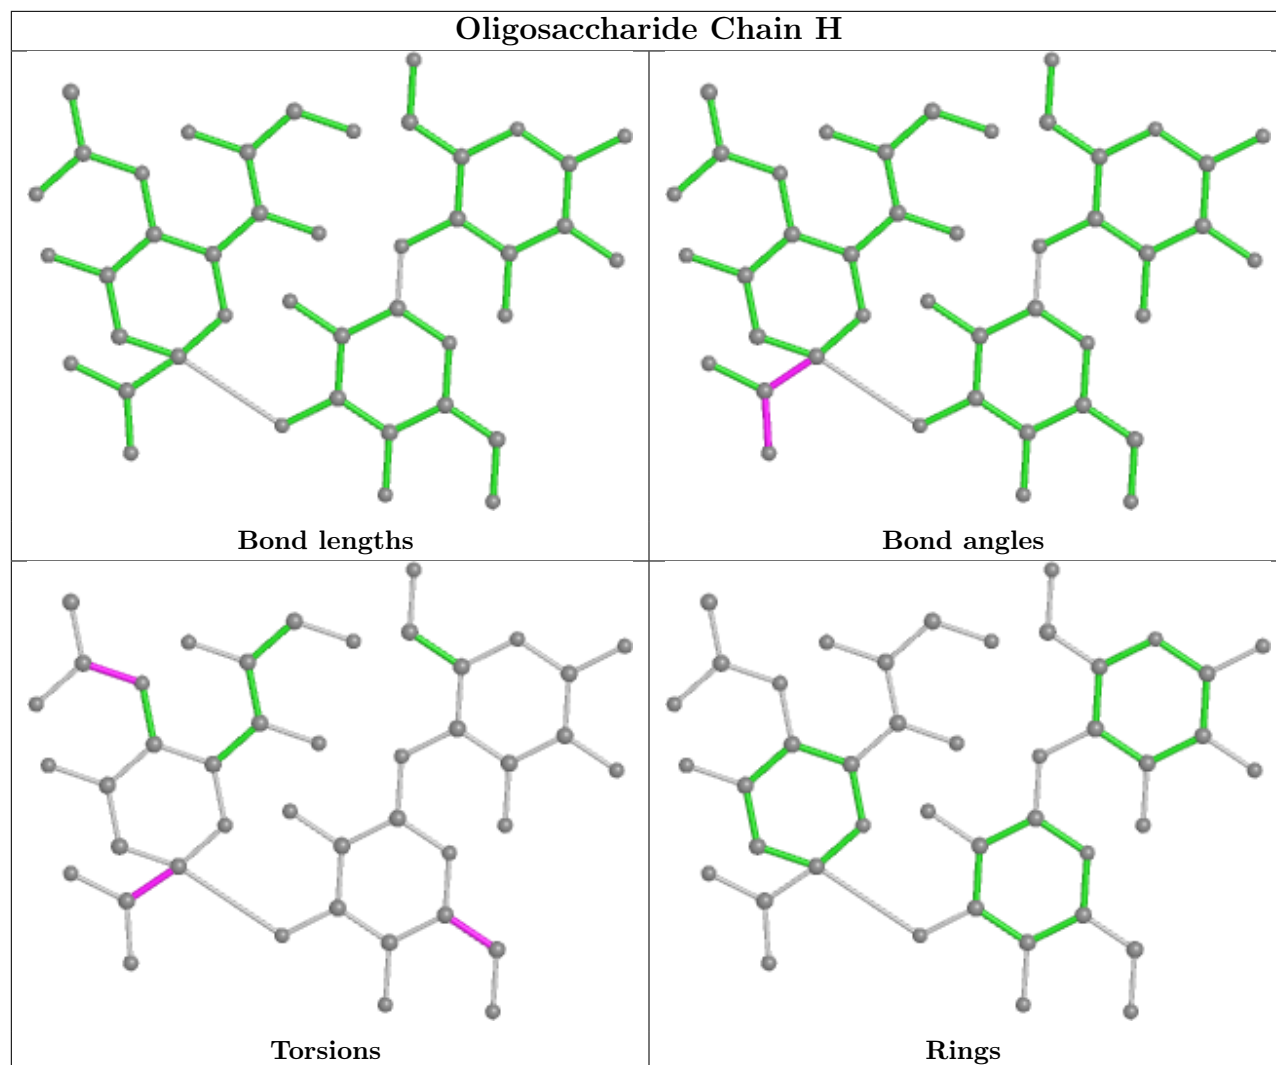 Oligosaccharide Chain H
Bond lengths
Bond angles
Torsions
Rings